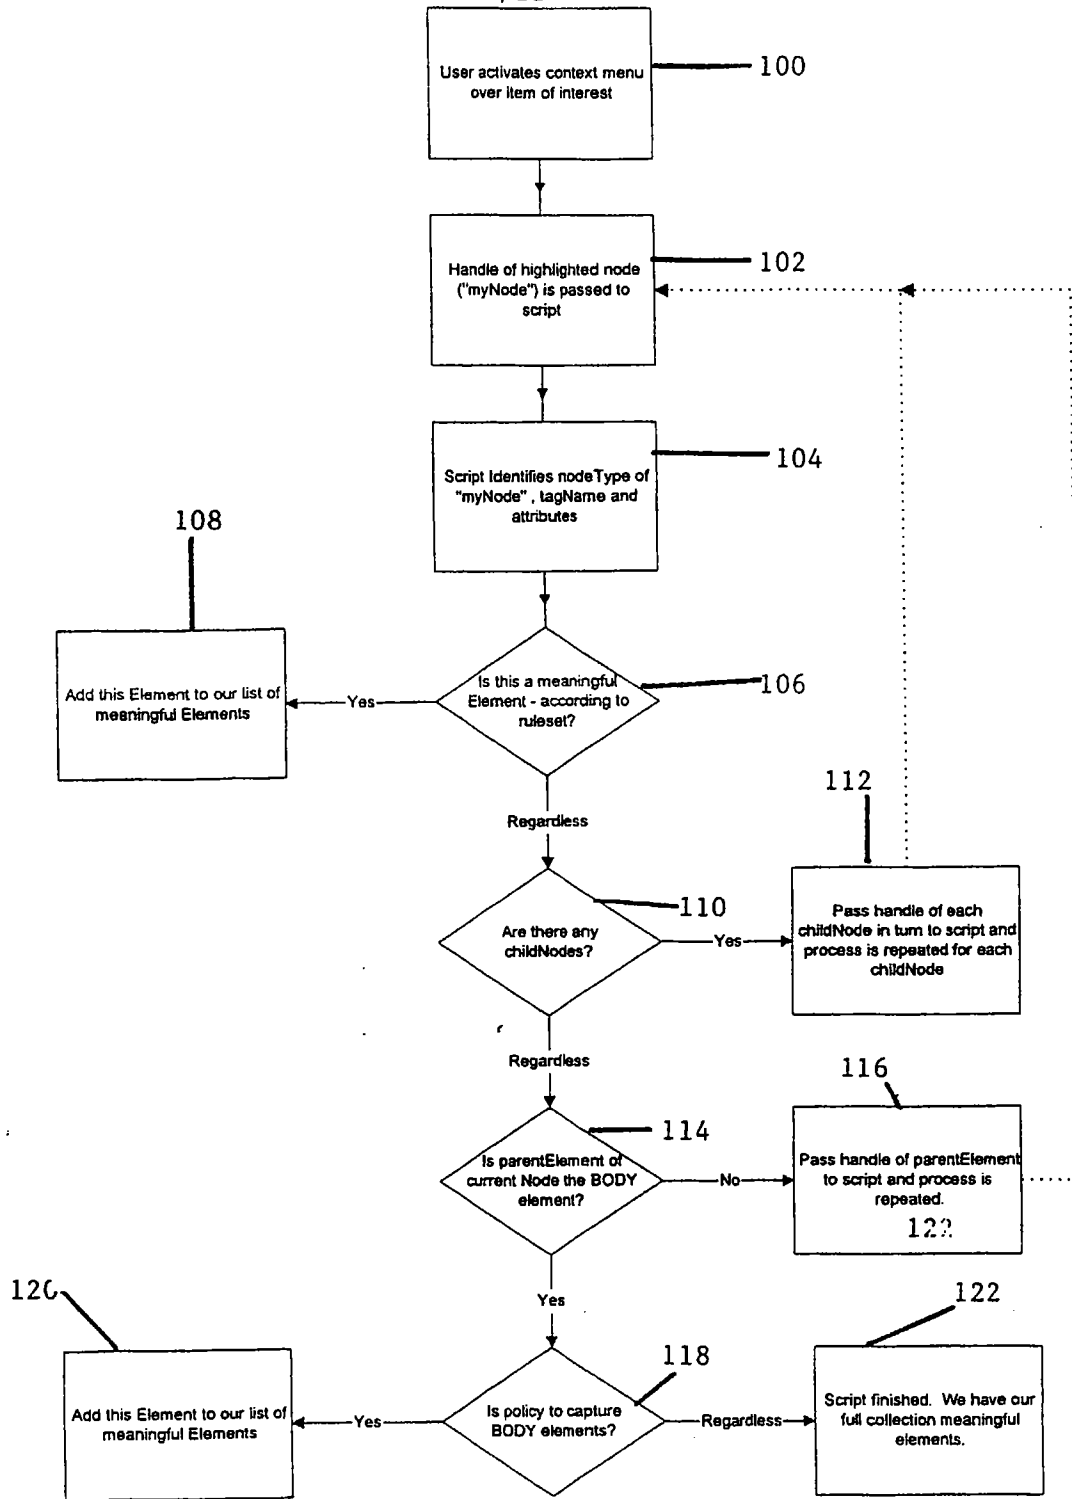 User activates context menu
over item of interest
100
Handle of highlighted node
("myNode") is passed to
script
102
Script Identifies nodeType of
"myNode" , tagName and
attributes
104
108
Add this Element to our list of
meaningful Elements
Yes
Is this a meaningful
Element - according to
ruleset?
106
Regardless
112
Are there any
childNodes?
110
Yes
Pass handle of each
childNode in turn to script and
process is repeated for each
childNode
Regardless
116
Is parentElement of
current Node the BODY
element?
114
No
Pass handle of parentElement
to script and process is
repeated.
122
Yes
120
122
Add this Element to our list of
meaningful Elements
Yes
Is policy to capture
BODY elements?
118
Regardless
Script finished. We have our
full collection meaningful
elements.